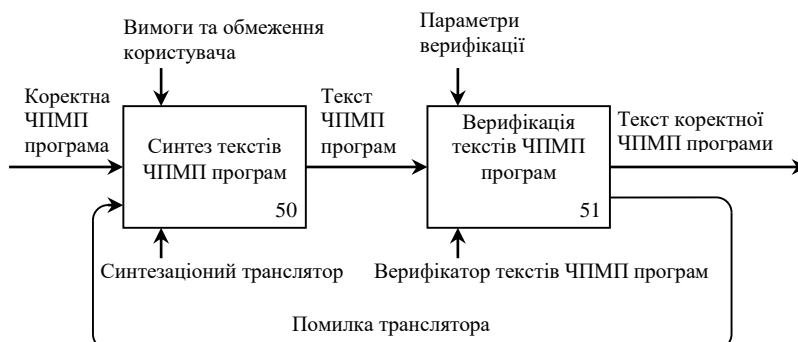 Вимоги та обмеження
користувача
Параметри
верифікації
Коректна
ЧПМП
програма
Синтез текстів
ЧПМП програм
50
Текст
ЧПМП
програм
Верифікація
текстів ЧПМП
програм
51
Текст коректної
ЧПМП програми
Синтезаціоний транслятор
Верифікатор текстів ЧПМП програм
Помилка транслятора